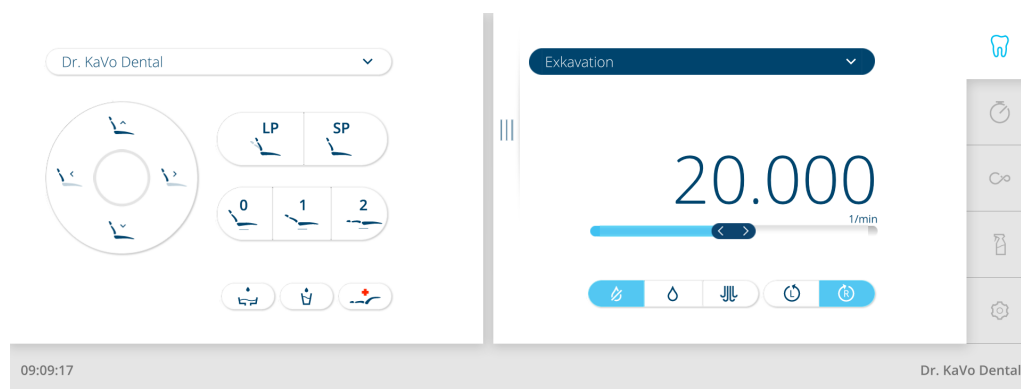 Dr. KaVo Dental
LP SP
0 1 2
Exkavation
20.000
1/min
L R
09:09:17
Dr. KaVo Dental